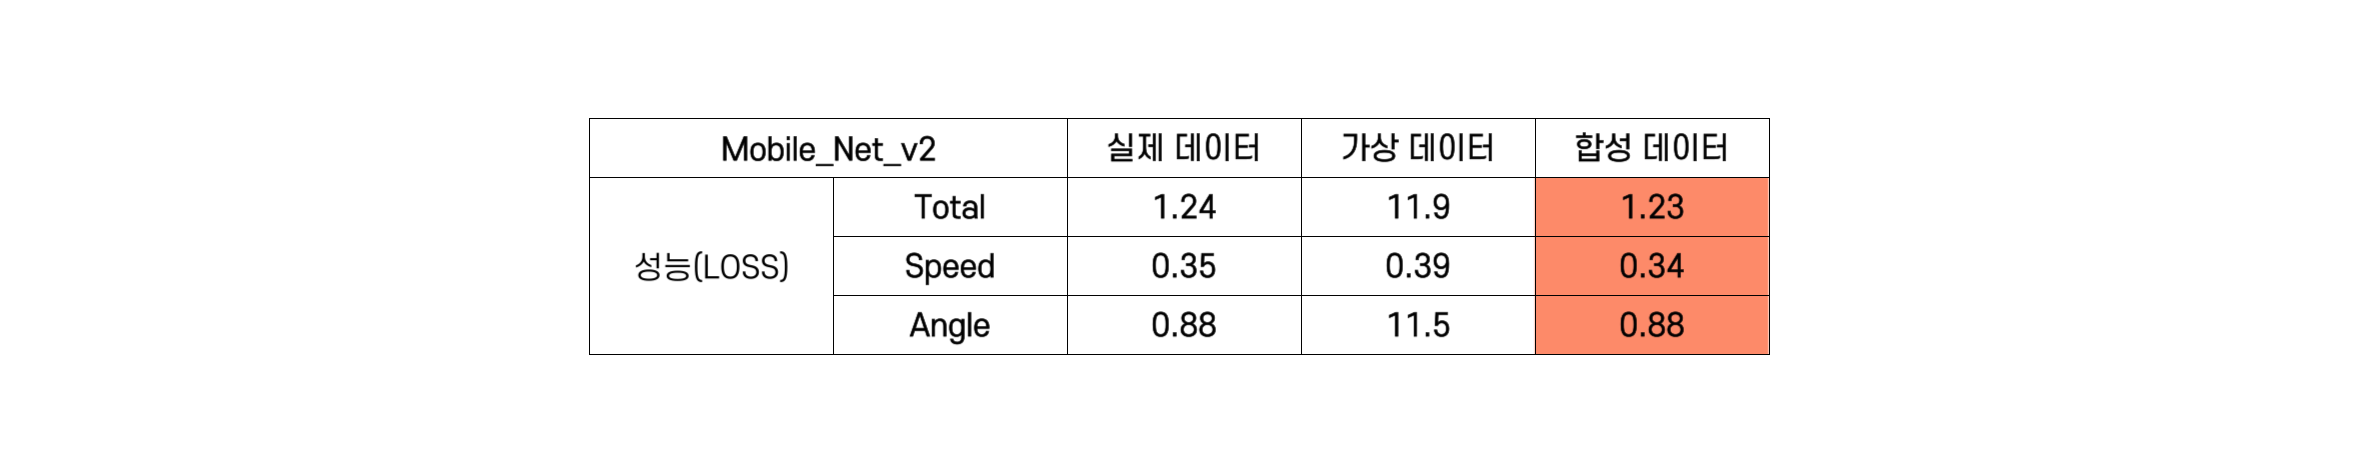 Mobile_Net_v2 실제 데이터 가상 데이터 합성 데이터
Total 1.24 11.9 1.23
성능(LOSS) Speed 0.35 0.39 0.34
Angle 0.88 11.5 0.88